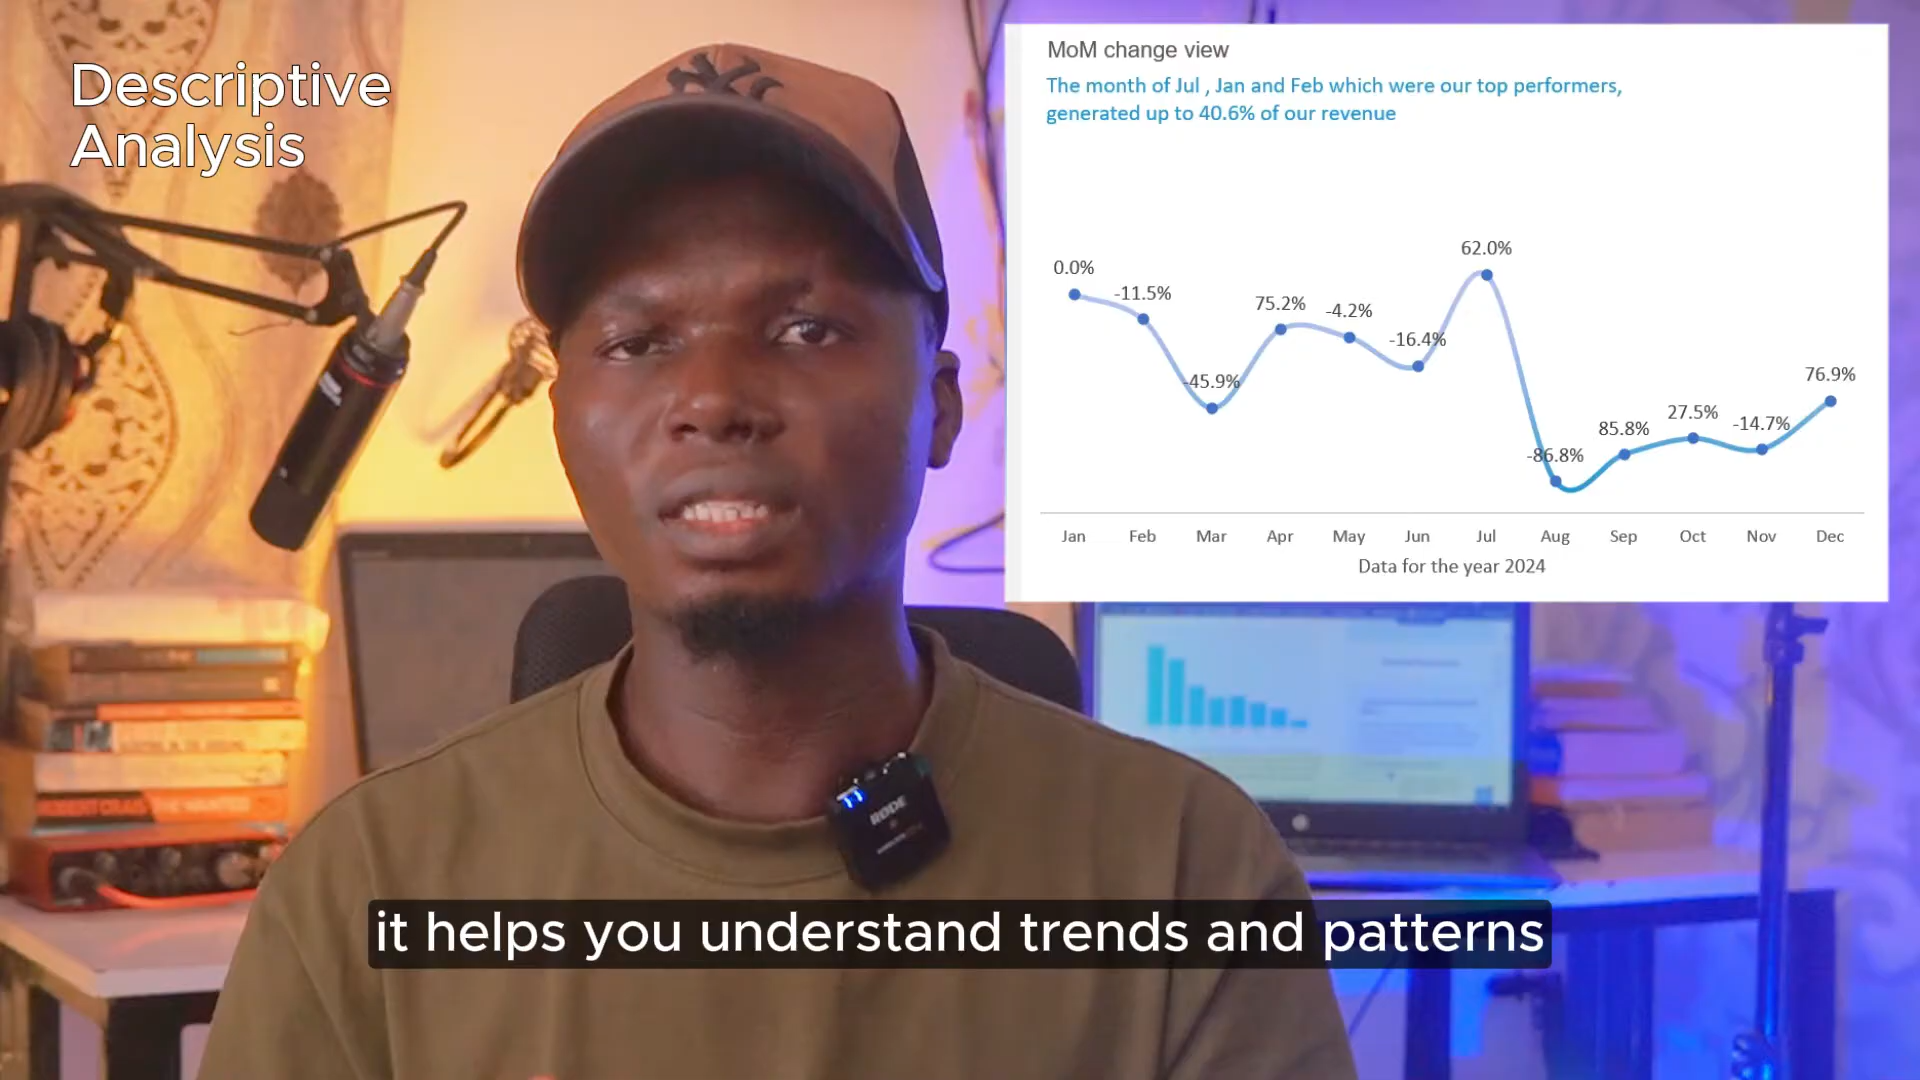 Descriptive
Analysis
MoM change view
The month of Jul , Jan and Feb which were our top performers,
generated up to 40.6% of our revenue
0.0%
-11.5%
-45.9%
75.2%
-4.2%
-16.4%
62.0%
-86.8%
85.8%
27.5%
-14.7%
76.9%
Jan Feb Mar Apr May Jun Jul Aug Sep Oct Nov Dec
Data for the year 2024
RØDE
it helps you understand trends and patterns